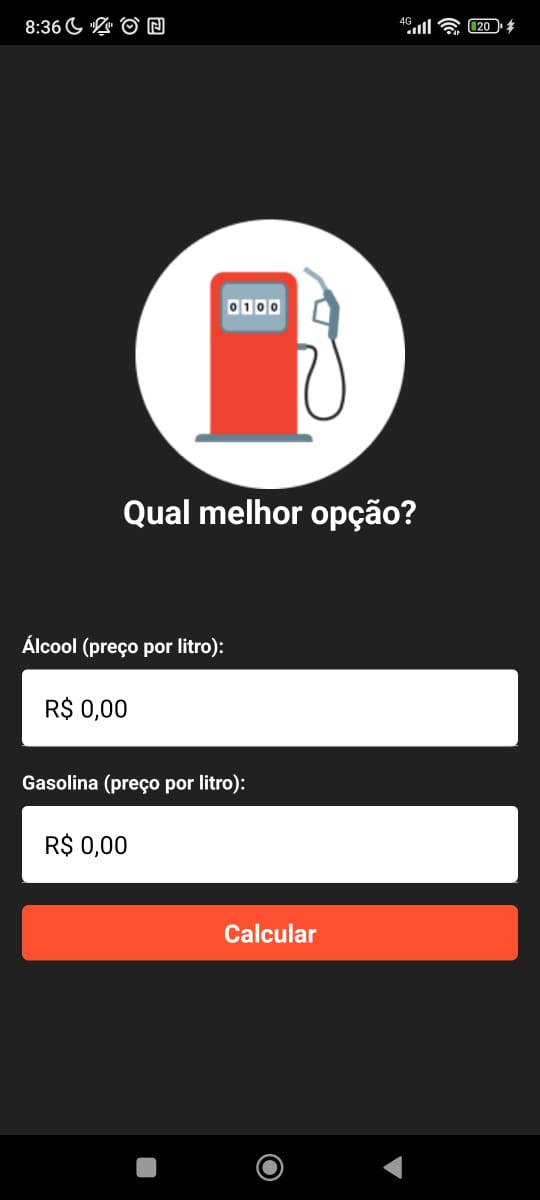 8:36
4G
20
0100
Qual melhor opção?
Álcool (preço por litro):
R$ 0,00
Gasolina (preço por litro):
R$ 0,00
Calcular